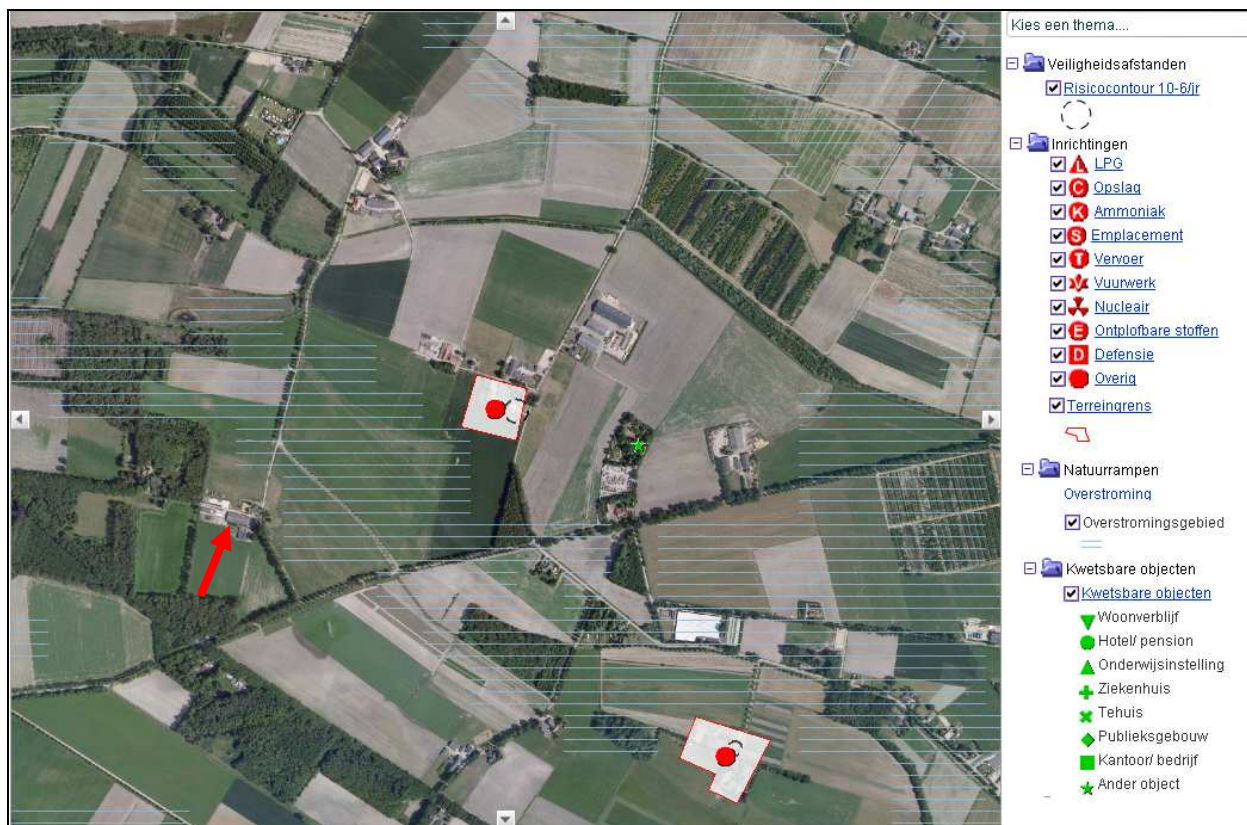 Kies een thema....
Veiligheidsafstanden
Risicocontour 10-6/jr
Inrichtingen
LPG
C Opslag
K Ammoniak
S Emplacement
T Vervoer
Vuurwerk
Nucleair
E Ontplofbare stoffen
D Defensie
Overig
Terreingrens
Natuurrampen
Overstroming
Overstromingsgebied
Kwetsbare objecten
Kwetsbare objecten
Woonverblijf
Hotel/ pension
Onderwijsinstelling
Ziekenhuis
Tehuis
Publieksgebouw
Kantoor/ bedrijf
Ander object